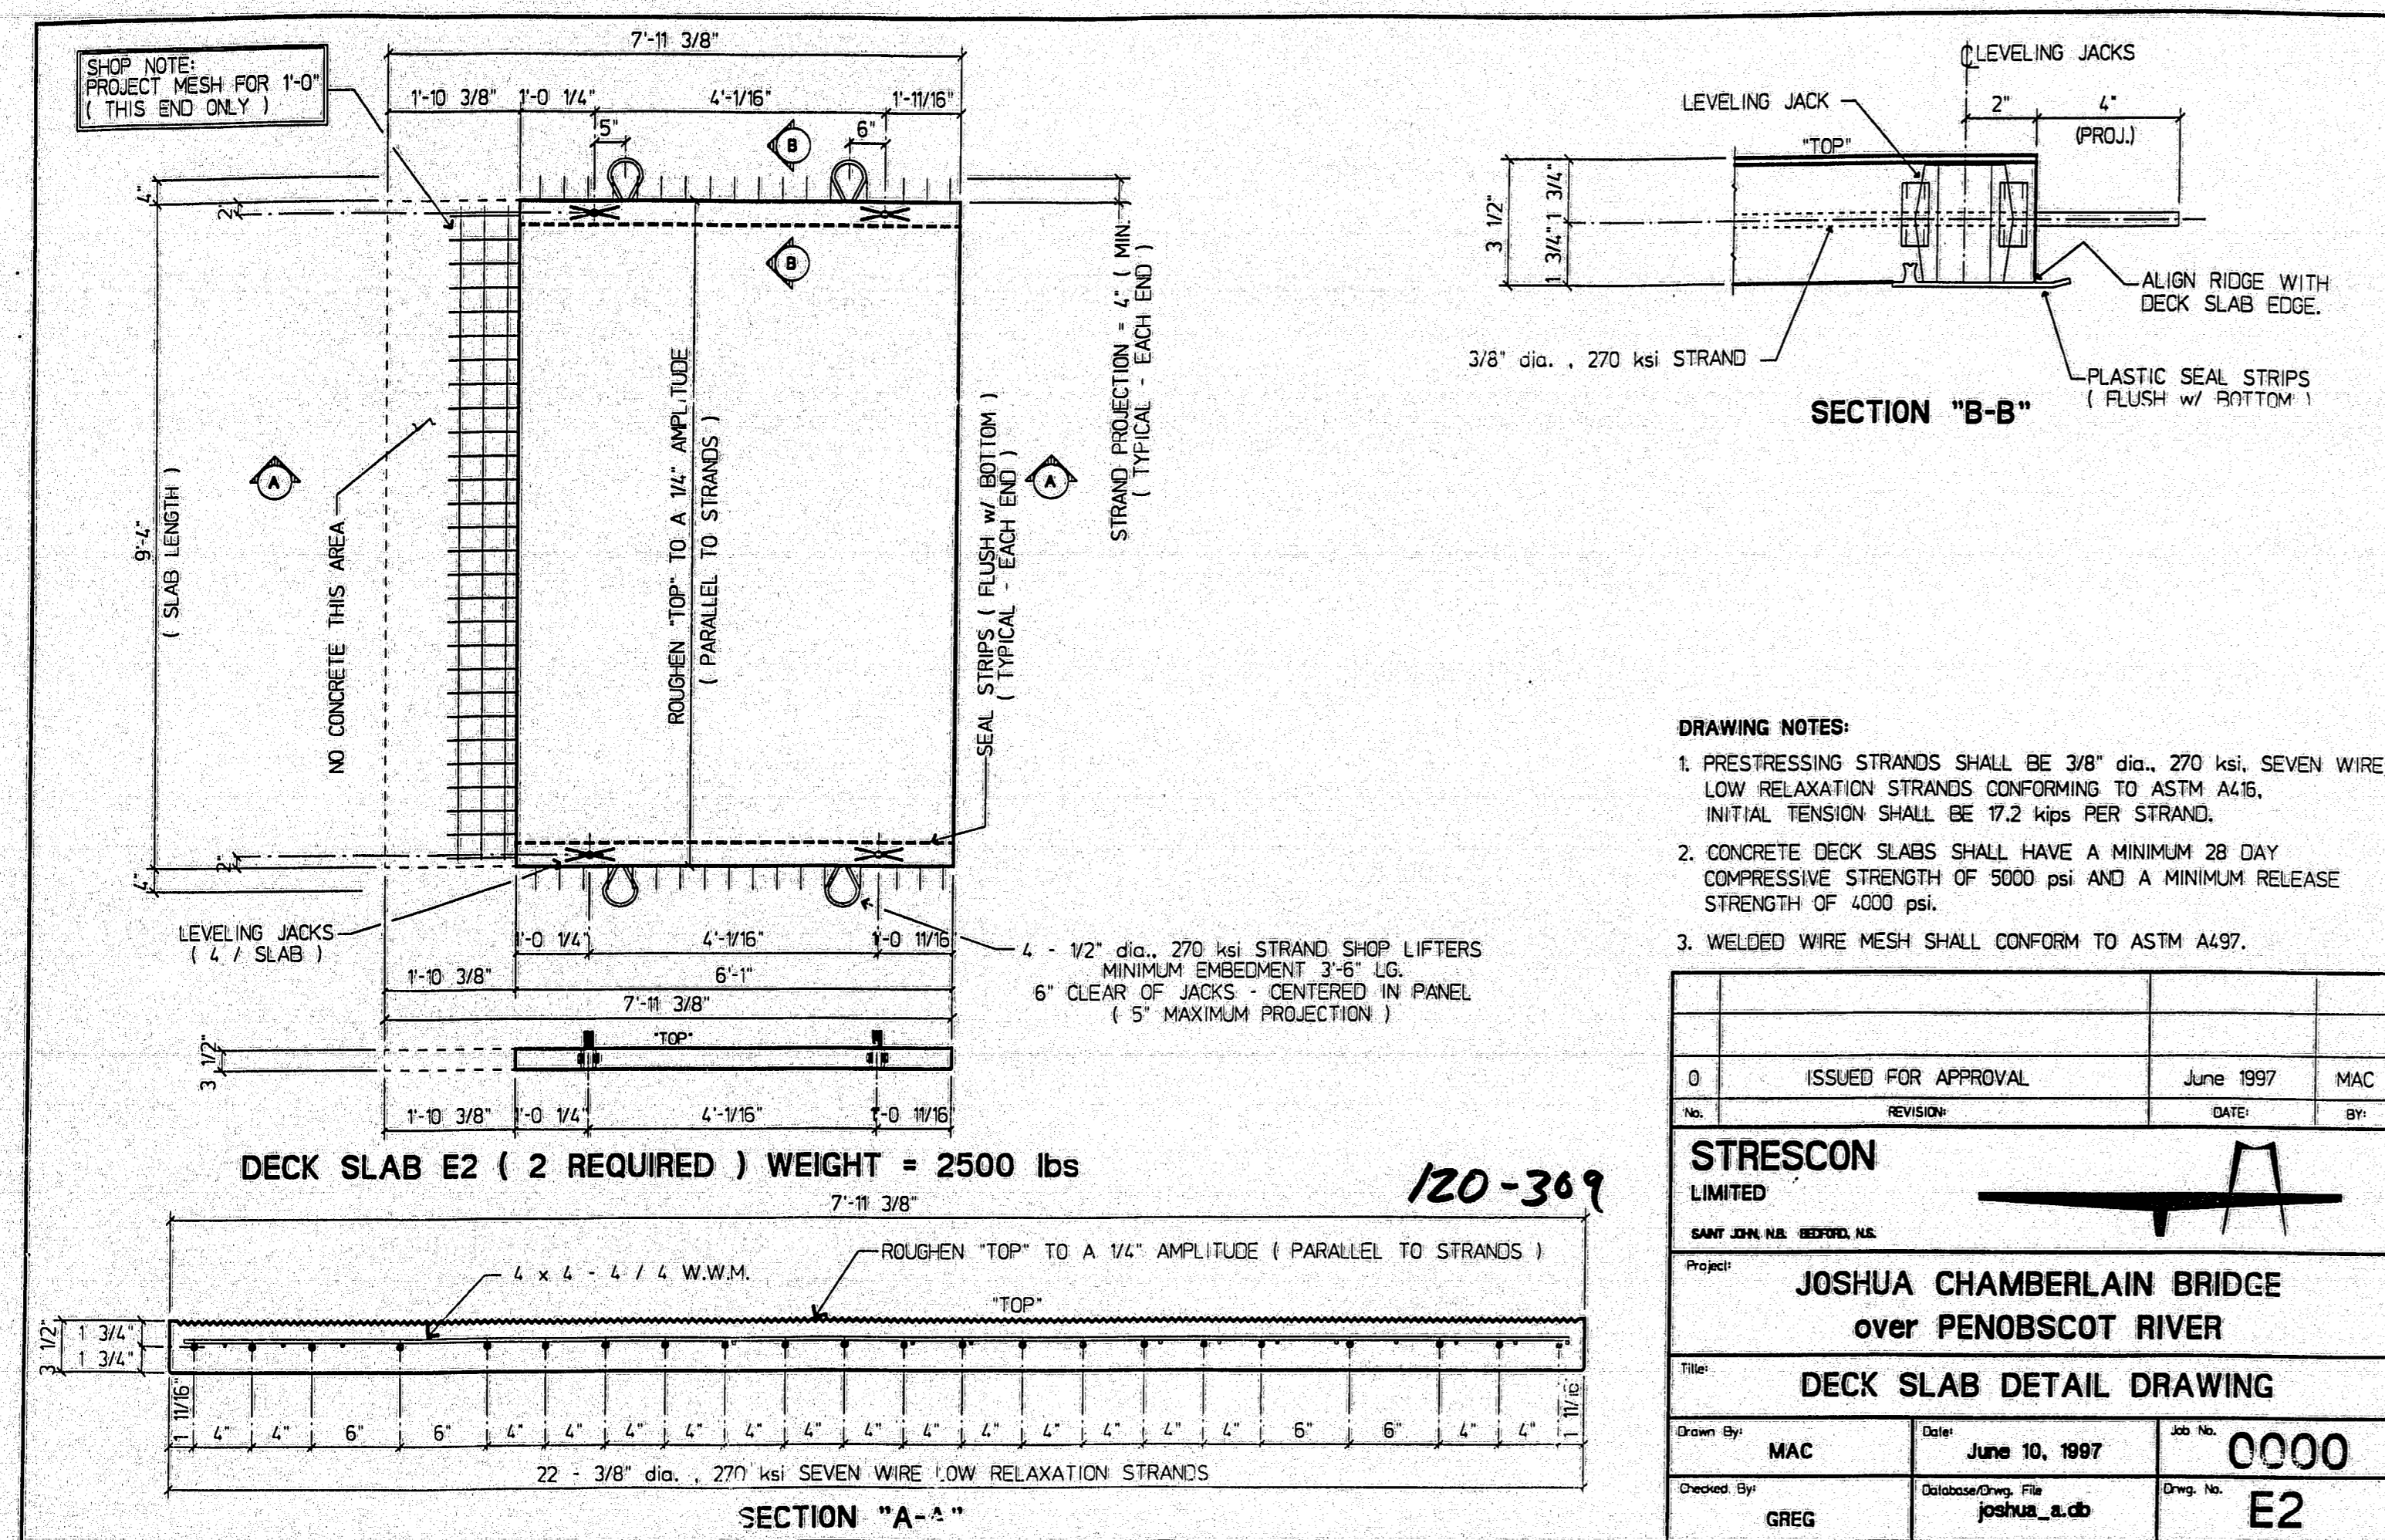 SHOP NOTE:
PROJECT MESH FOR 1'-0"
( THIS END ONLY )
7'-11 3/8"
1'-10 3/8"
1'-0 1/4"
4'-1/16"
1'-11/16"
5"
6"
B
B
4"
2"
9'-4"
( SLAB LENGTH )
A
NO CONCRETE THIS AREA
ROUGHEN "TOP" TO A 1/4" AMPLITUDE
( PARALLEL TO STRANDS )
SEAL STRIPS ( FLUSH w/ BOTTOM )
( TYPICAL - EACH END )
A
STRAND PROJECTION = 4" ( MIN.
( TYPICAL - EACH END )
2"
4"
LEVELING JACKS
( 4 / SLAB )
1'-0 1/4"
4'-1/16"
1'-0 11/16"
1'-10 3/8"
6'-1"
7'-11 3/8"
4 - 1/2" dia., 270 ksi STRAND SHOP LIFTERS
MINIMUM EMBEDMENT 3'-6" LG.
6" CLEAR OF JACKS - CENTERED IN PANEL
( 5" MAXIMUM PROJECTION )
3 1/2"
"TOP"
1'-10 3/8"
1'-0 1/4"
4'-1/16"
1'-0 11/16"
DECK SLAB E2 ( 2 REQUIRED ) WEIGHT = 2500 lbs
120-369
7'-11 3/8"
4 x 4 - 4 / 4 W.W.M.
ROUGHEN "TOP" TO A 1/4" AMPLITUDE ( PARALLEL TO STRANDS )
"TOP"
3 1/2"
1 3/4"
1 3/4"
1 11/16"
4" 4" 6" 6" 4" 4" 4" 4" 4" 4" 4" 4" 4" 4" 4" 4" 4" 6" 6" 4" 4"
1 11/16
22 - 3/8" dia. , 270 ksi SEVEN WIRE LOW RELAXATION STRANDS
SECTION "A-A"
LEVELING JACKS
LEVELING JACK
2"
4"
(PROJ.)
"TOP"
3 1/2"
1 3/4"
1 3/4"
ALIGN RIDGE WITH
DECK SLAB EDGE.
3/8" dia. , 270 ksi STRAND
PLASTIC SEAL STRIPS
( FLUSH w/ BOTTOM )
SECTION "B-B"
DRAWING NOTES:
1. PRESTRESSING STRANDS SHALL BE 3/8" dia., 270 ksi, SEVEN WIRE
LOW RELAXATION STRANDS CONFORMING TO ASTM A416,
INITIAL TENSION SHALL BE 17.2 kips PER STRAND.
2. CONCRETE DECK SLABS SHALL HAVE A MINIMUM 28 DAY
COMPRESSIVE STRENGTH OF 5000 psi AND A MINIMUM RELEASE
STRENGTH OF 4000 psi.
3. WELDED WIRE MESH SHALL CONFORM TO ASTM A497.
0 ISSUED FOR APPROVAL June 1997 MAC
No. REVISION: DATE: BY:
STRESCON
LIMITED
SAINT JOHN, N.B. BEDFORD, N.S.
Project:
JOSHUA CHAMBERLAIN BRIDGE
over PENOBSCOT RIVER
Title:
DECK SLAB DETAIL DRAWING
Drawn By:
MAC
Date:
June 10, 1997
Job No.
0000
Checked By:
GREG
Database/Drwg. File
joshua_a.db
Drwg. No.
E2